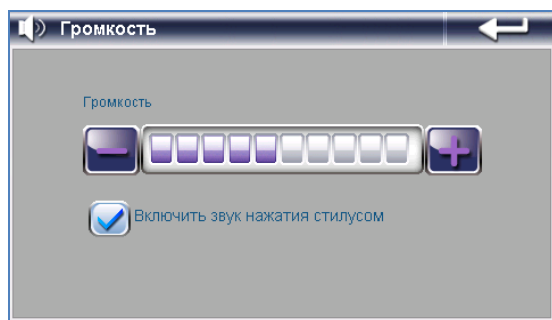 Громкость
Громкость
Включить звук нажатия стилусом